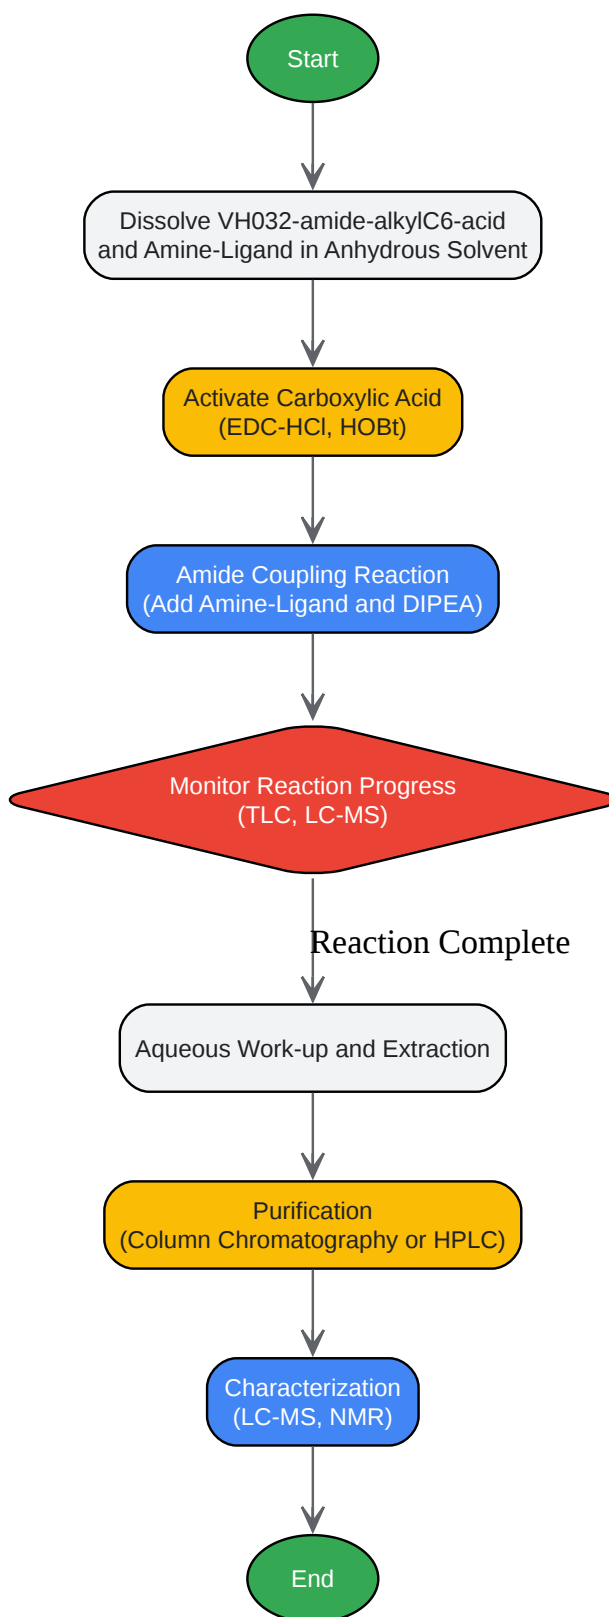 Start
Dissolve VH032-amide-alkylC6-acid
and Amine-Ligand in Anhydrous Solvent
Activate Carboxylic Acid
(EDC-HCl, HOBt)
Amide Coupling Reaction
(Add Amine-Ligand and DIPEA)
Monitor Reaction Progress
(TLC, LC-MS)
Reaction Complete
Aqueous Work-up and Extraction
Purification
(Column Chromatography or HPLC)
Characterization
(LC-MS, NMR)
End